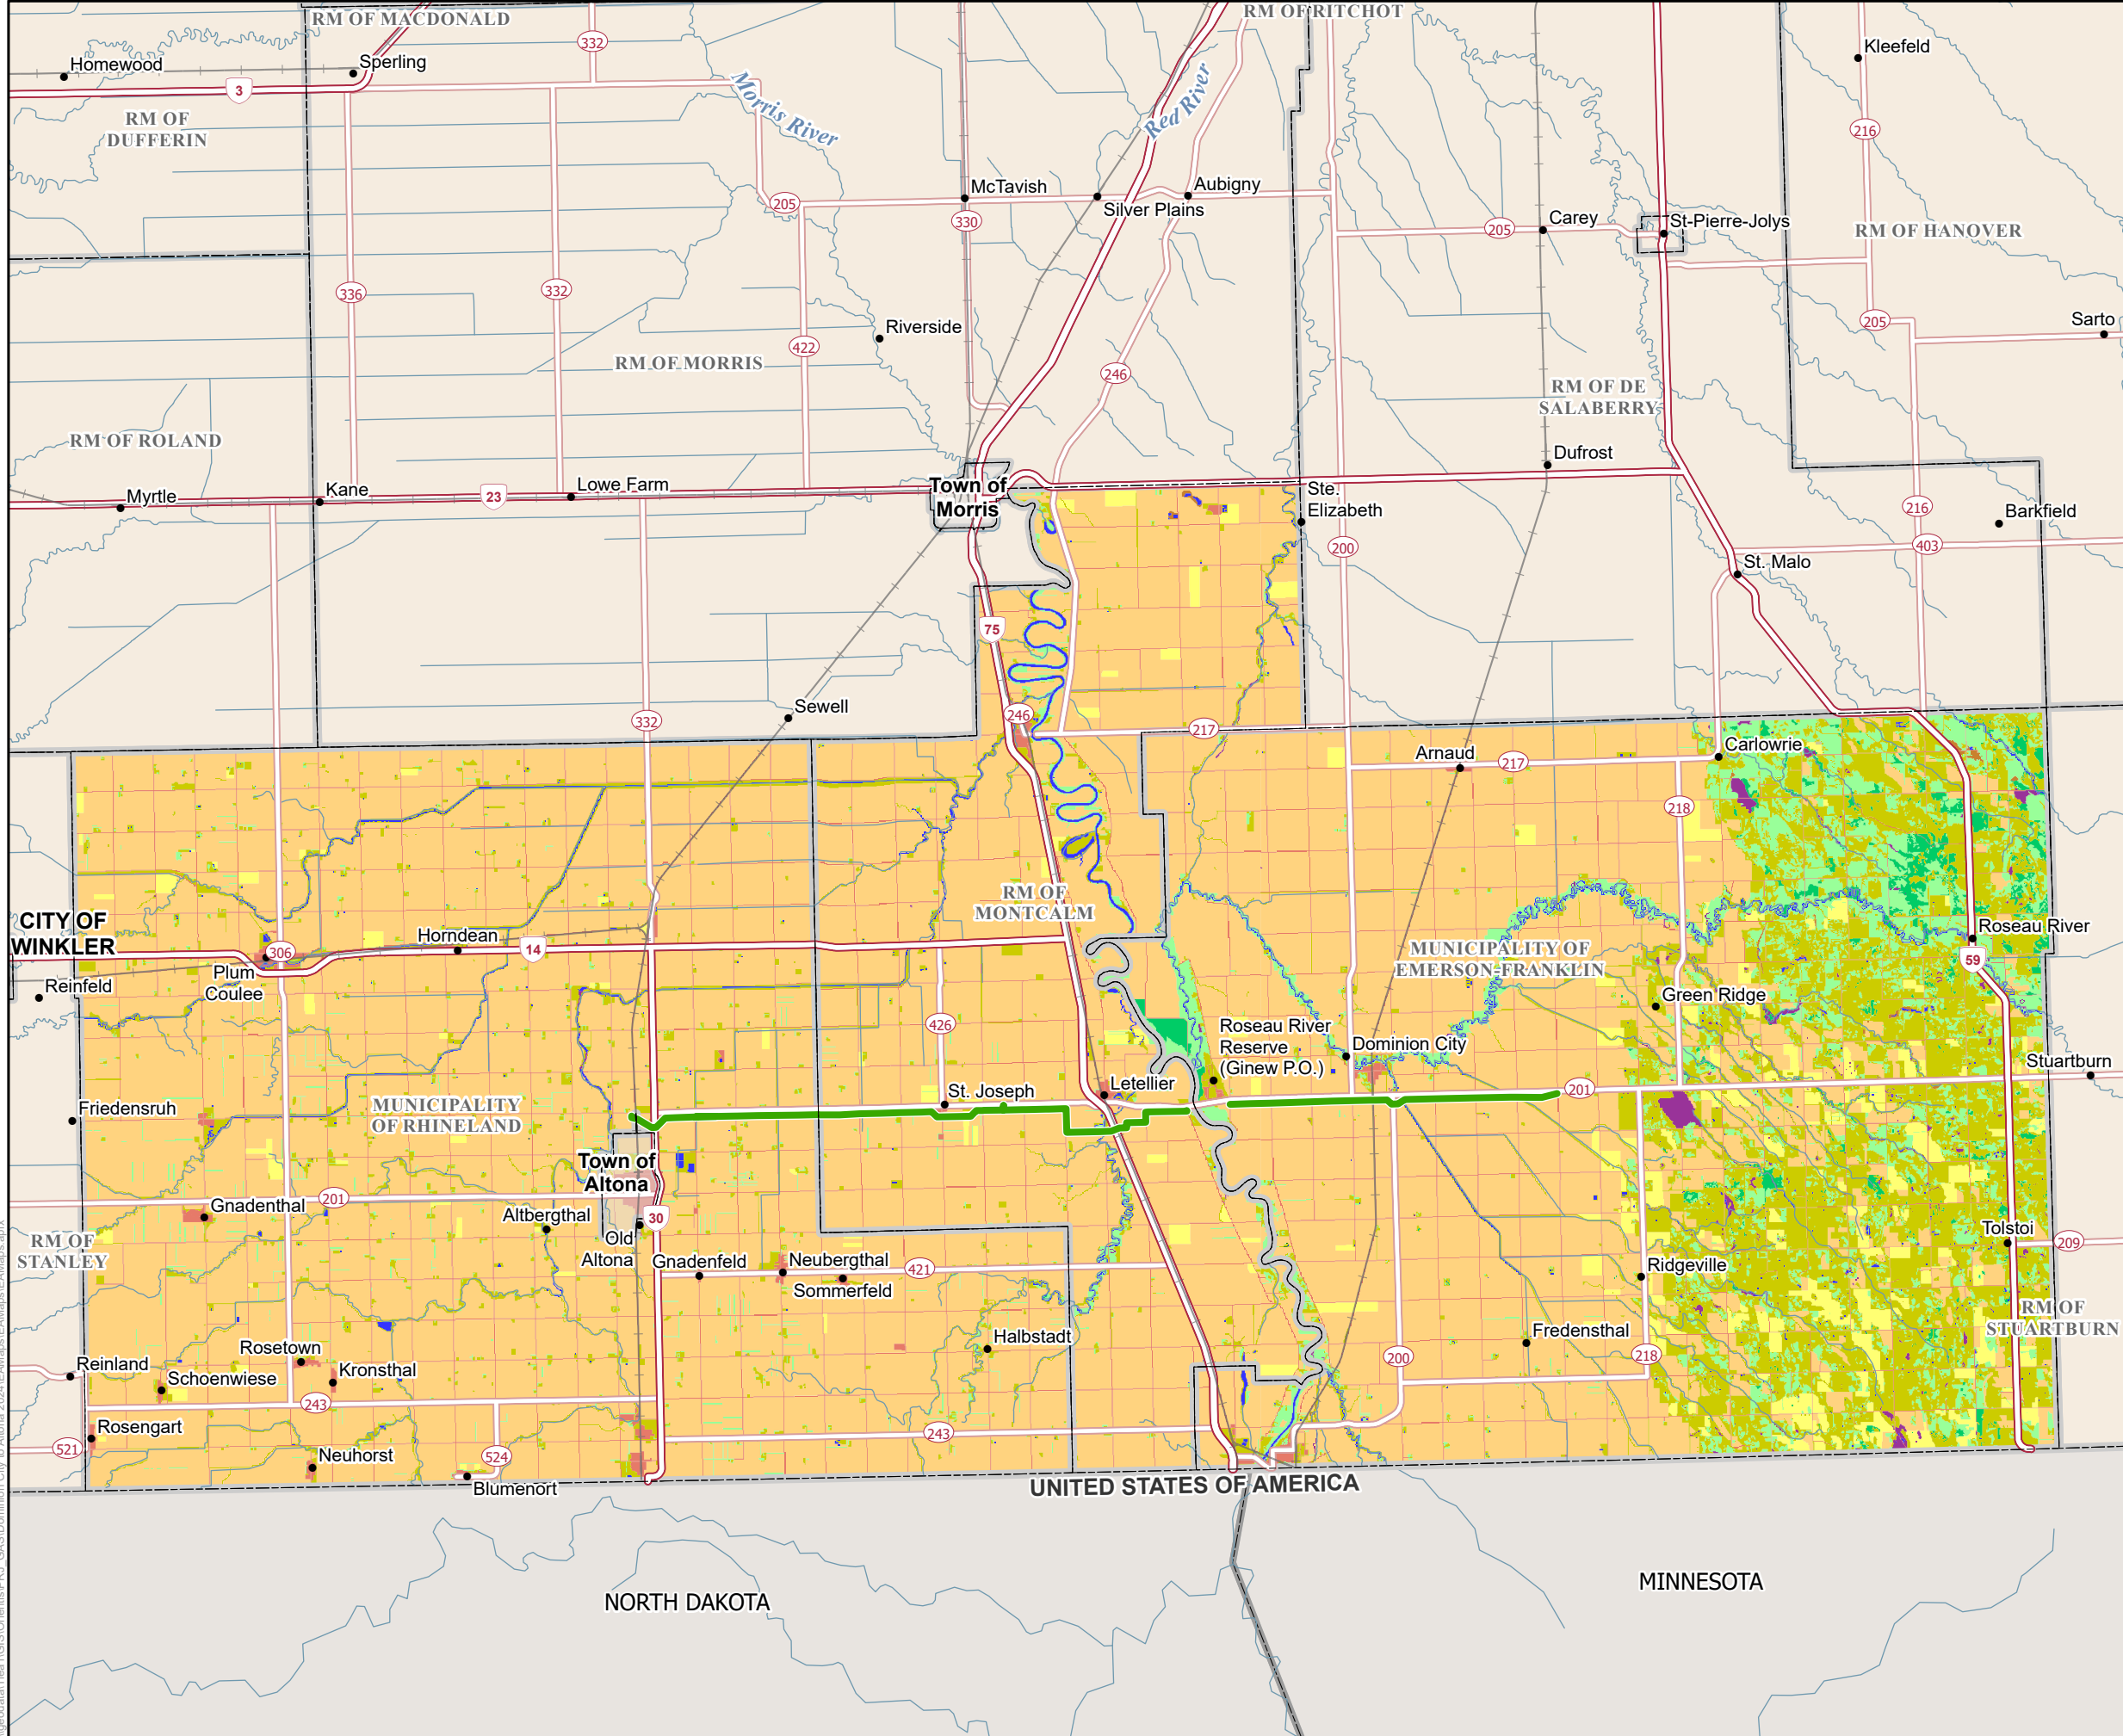 RM OF MACDONALD
RM OF RITCHOT
332
Kleefeld
Homewood
Sperling
3
Morris River
Red River
RM OF
DUFFERIN
216
McTavish
Aubigny
205
Silver Plains
330
Carey
St-Pierre-Jolys
205
RM OF HANOVER
336
332
Riverside
205
Sarto
422
RM OF MORRIS
246
RM OF DE
SALABERRY
RM OF ROLAND
Dufrost
Myrtle
Kane
23
Lowe Farm
Town of
Morris
Ste.
Elizabeth
216
Barkfield
200
403
St. Malo
75
Sewell
332
246
217
Arnaud
217
Carlowrie
218
RM OF
MONTCALM
CITY OF
WINKLER
306
Horndean
14
Roseau River
MUNICIPALITY OF
EMERSON-FRANKLIN
59
Plum
Coulee
Reinfeld
Green Ridge
426
Roseau River
Reserve
(Ginew P.O.)
Dominion City
Stuartburn
Letellier
St. Joseph
201
Friedensruh
MUNICIPALITY
OF RHINELAND
Town of
Altona
201
Gnadenthal
Altbergthal
30
RM OF
STANLEY
Old
Altona
Gnadenfeld
Neubergthal
421
Sommerfeld
Tolstoi
209
Ridgeville
RM OF
STUARTBURN
Fredensthal
Halbstadt
Rosetown
Reinland
Kronsthal
Schoenwiese
200
218
243
Rosengart
243
521
Neuhorst
524
Blumenort
UNITED STATES OF AMERICA
NORTH DAKOTA
MINNESOTA